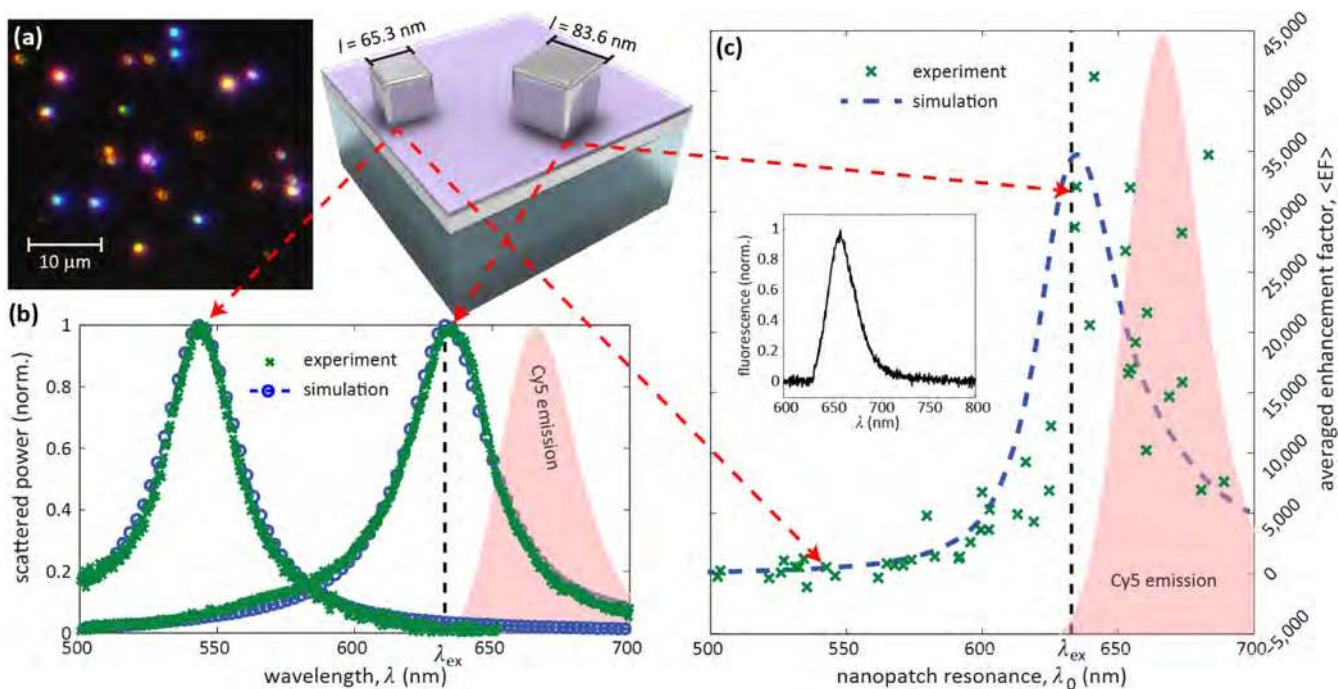 (a)
10 µm
l = 65.3 nm
l = 83.6 nm
(b)
scattered power (norm.)
1
0.8
0.6
0.4
0.2
0
experiment
simulation
Cy5 emission
500
550
600
λex
650
700
wavelength, λ (nm)
(c)
experiment
simulation
fluorescence (norm.)
1
0.8
0.6
0.4
0.2
0
600
650
700
750
800
λ (nm)
Cy5 emission
500
550
600
λex
650
700
nanopatch resonance, λ0 (nm)
45,000
40,000
35,000
30,000
25,000
20,000
15,000
10,000
5,000
0
-5,000
averaged enhancement factor, <EF>